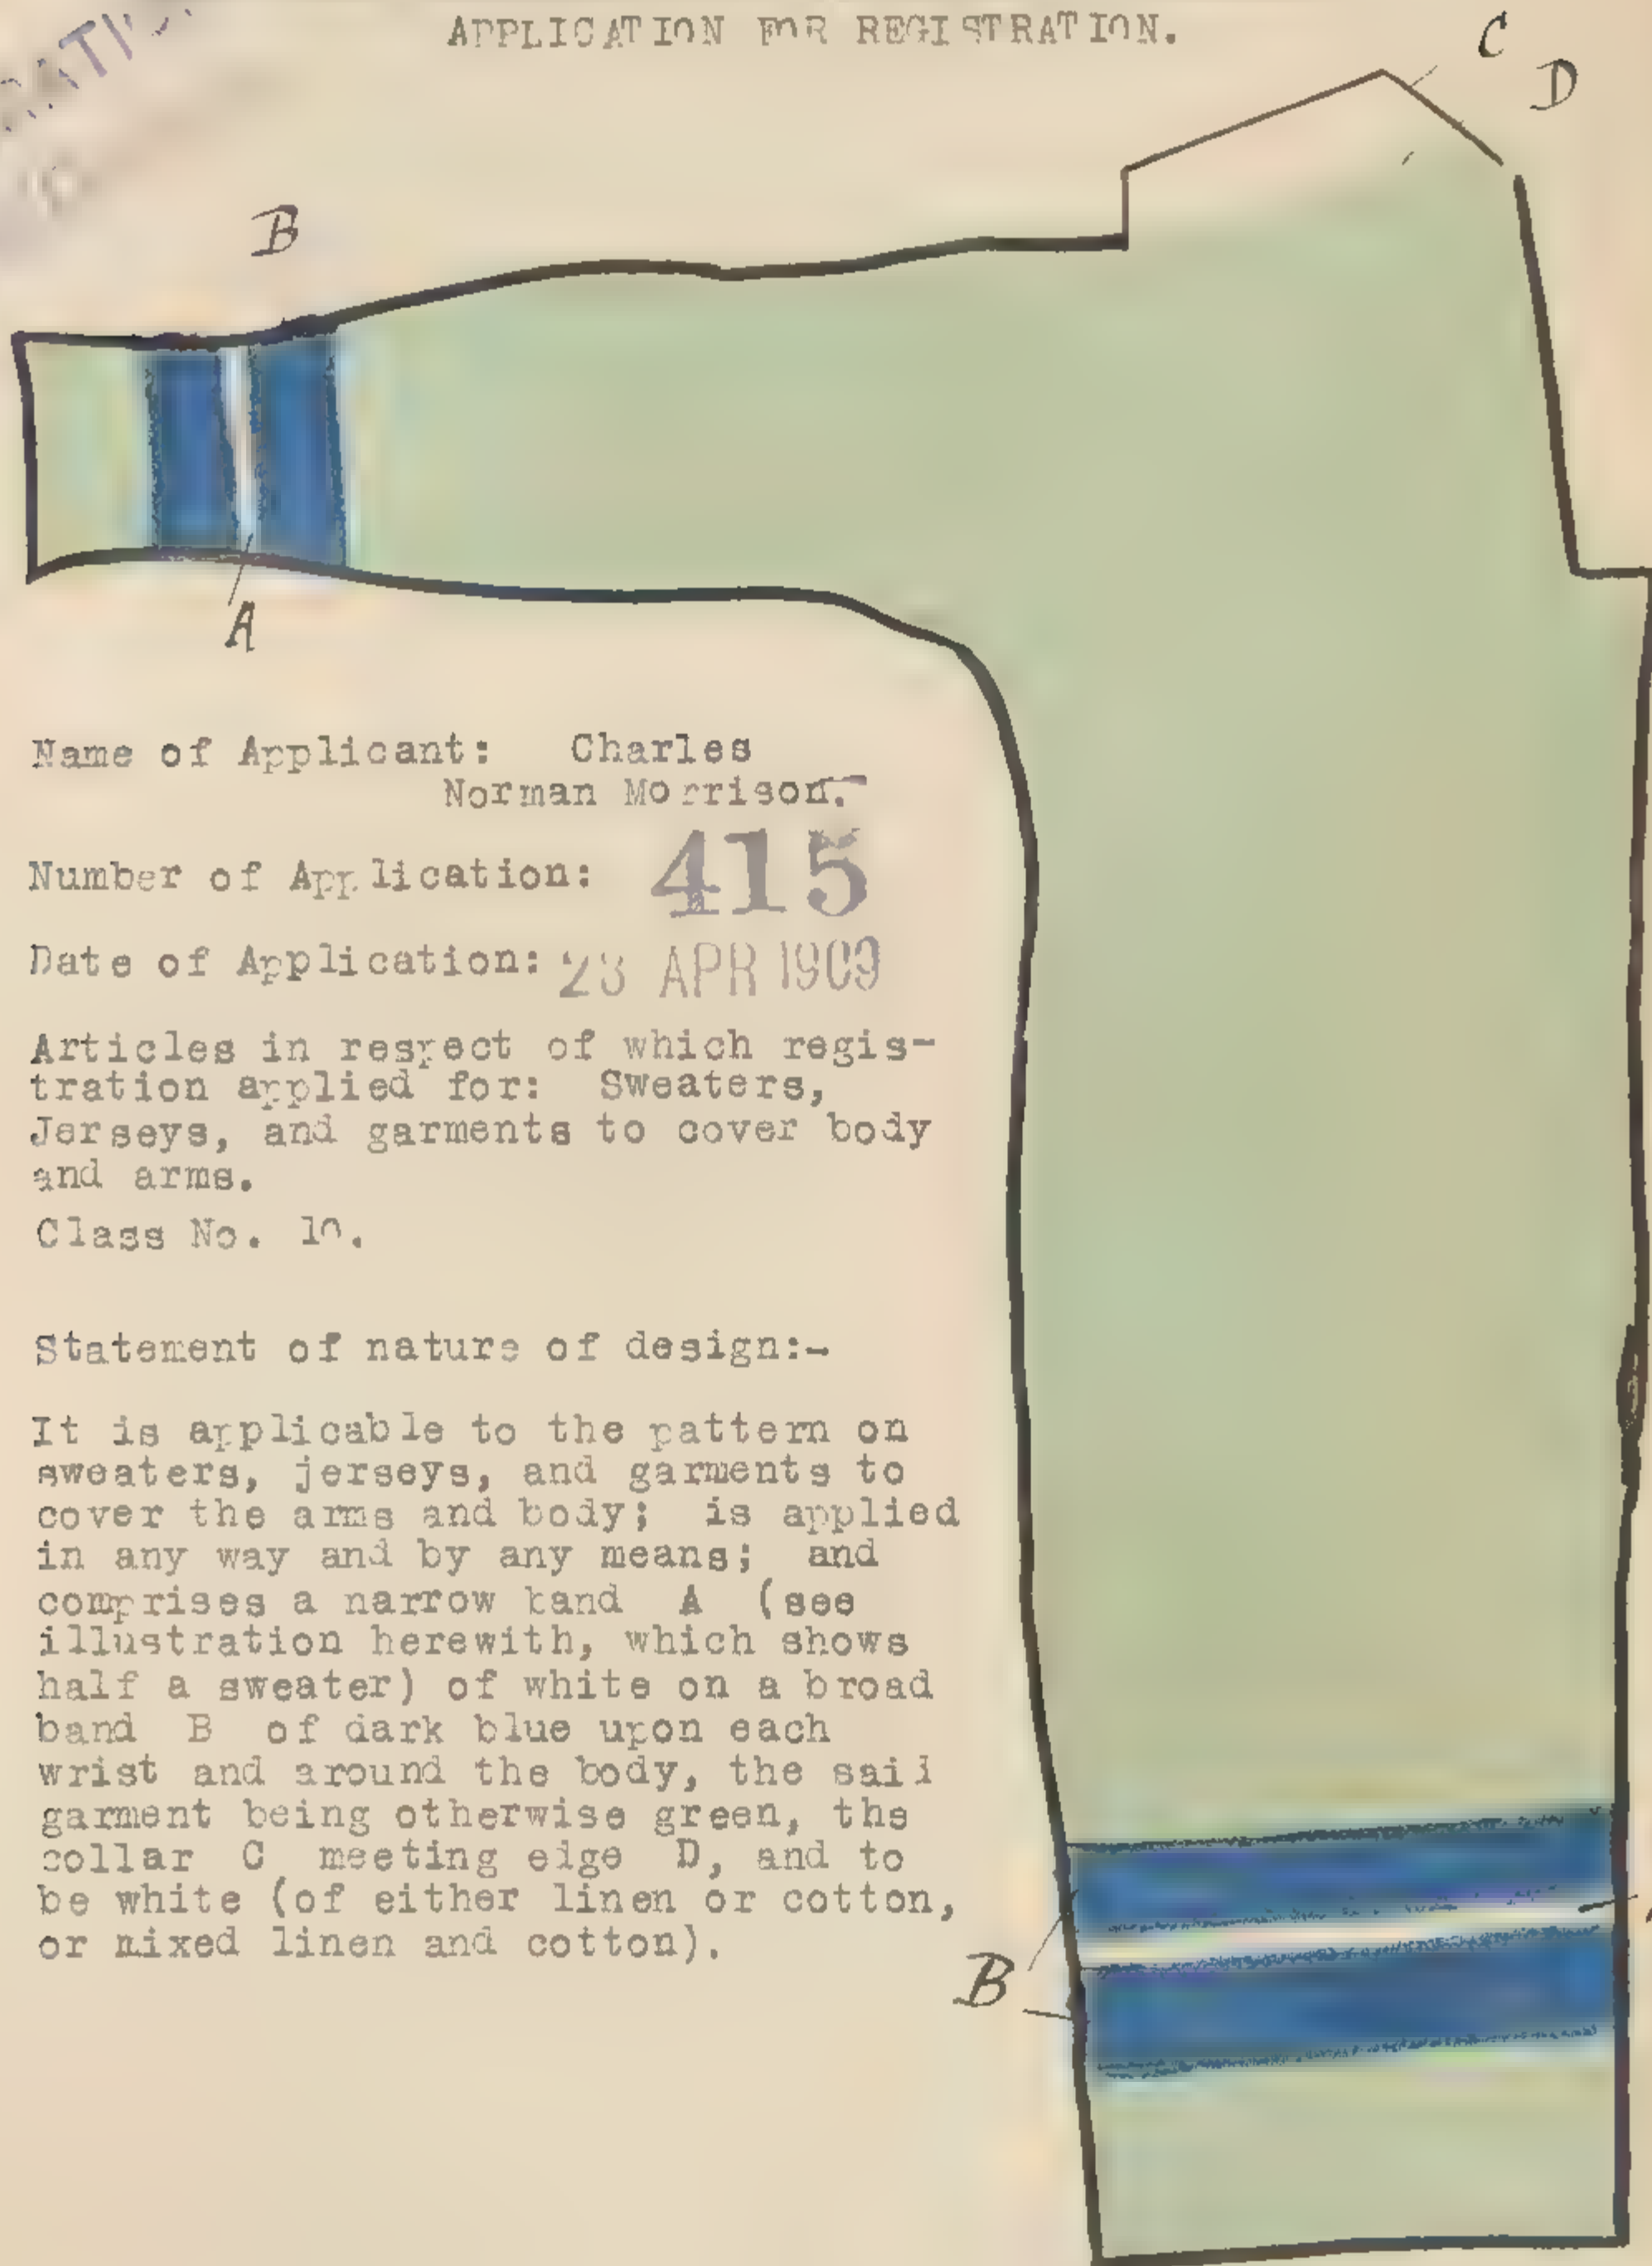 APPLICATION FOR REGISTRATION.
C
D
B
A
Name of Applicant: Charles
Norman Morrison.
Number of Application: 415
Date of Application: 23 APR 1909
Articles in respect of which regis-
tration applied for: Sweaters,
Jerseys, and garments to cover body
and arms.
Class No. 10.
Statement of nature of design:-
It is applicable to the pattern on
sweaters, jerseys, and garments to
cover the arms and body; is applied
in any way and by any means; and
comprises a narrow band A (see
illustration herewith, which shows
half a sweater) of white on a broad
band B of dark blue upon each
wrist and around the body, the said
garment being otherwise green, the
collar C meeting edge D, and to
be white (of either linen or cotton,
or mixed linen and cotton).
B